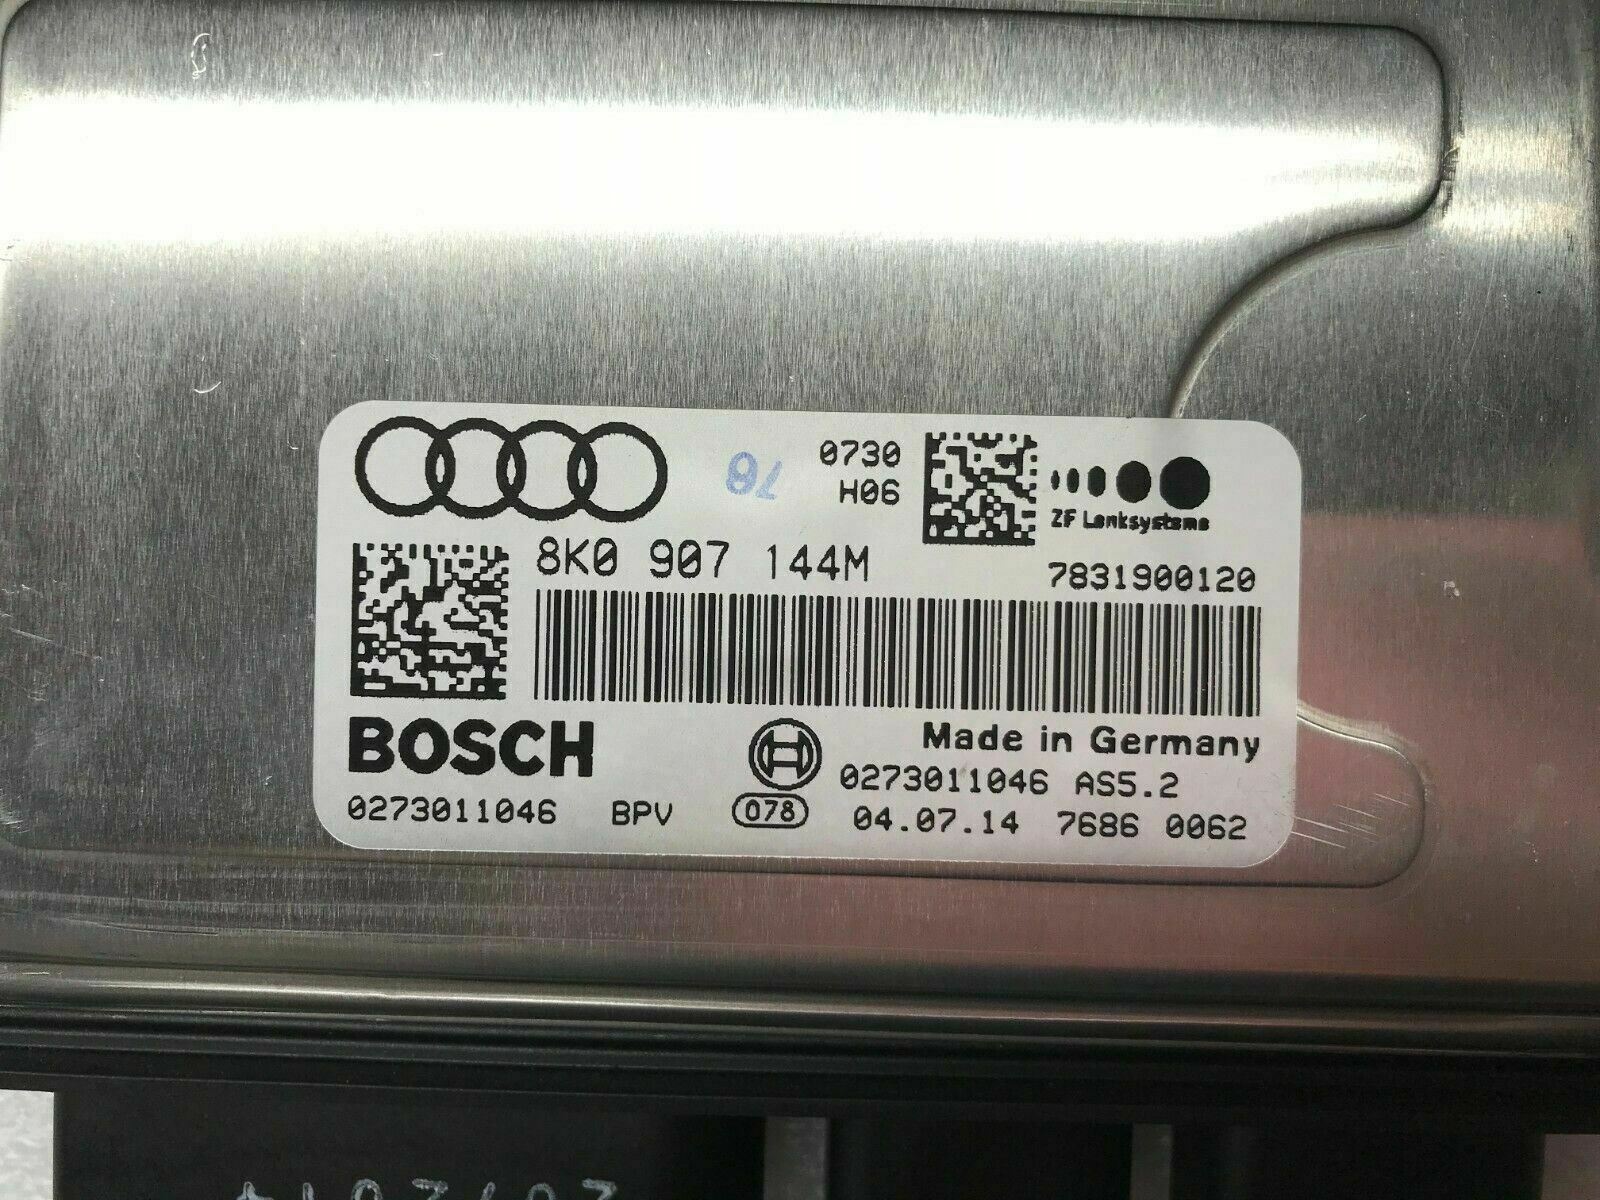 78
0730
H06
ZF Lenksysteme
8K0 907 144M
7831900120
BOSCH
Made in Germany
0273011046 AS5.2
0273011046 BPV 078 04.07.14 7686 0062